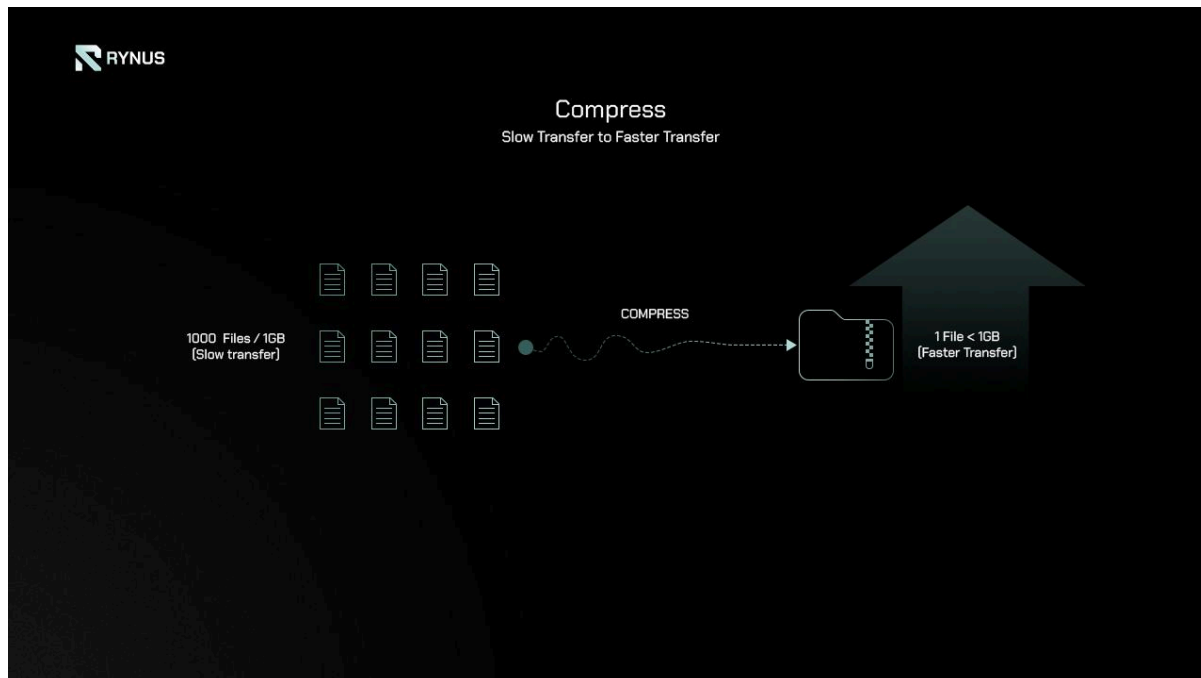 RYNUS
Compress
Slow Transfer to Faster Transfer
1000 Files / 1GB
(Slow transfer)
COMPRESS
1 File < 1GB
(Faster Transfer)